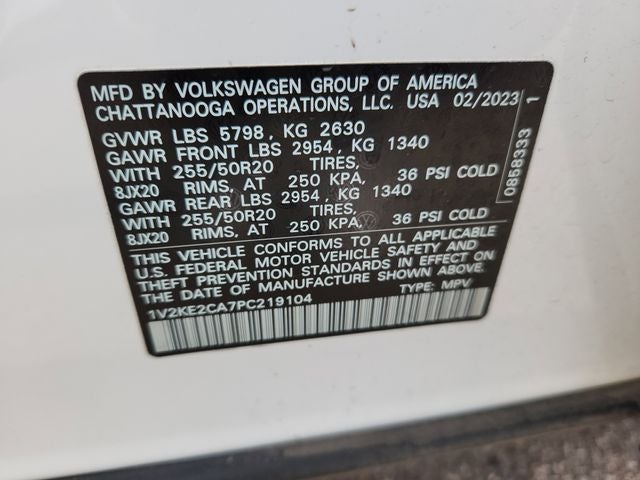 MFD BY VOLKSWAGEN GROUP OF AMERICA
CHATTANOOGA OPERATIONS, LLC. USA 02/2023
GVWR LBS 5798, KG 2630
GAWR FRONT LBS 2954, KG 1340
WITH 255/50R20 TIRES,
8JX20 RIMS, AT 250 KPA, 36 PSI COLD
GAWR REAR LBS 2954, KG 1340
WITH 255/50R20 TIRES,
8JX20 RIMS, AT 250 KPA, 36 PSI COLD
THIS VEHICLE CONFORMS TO ALL APPLICABLE
U.S. FEDERAL MOTOR VEHICLE SAFETY AND
THEFT PREVENTION STANDARDS IN EFFECT ON
THE DATE OF MANUFACTURE SHOWN ABOVE.
1V2KE2CA7PC219104 TYPE: MPV
0858333 1